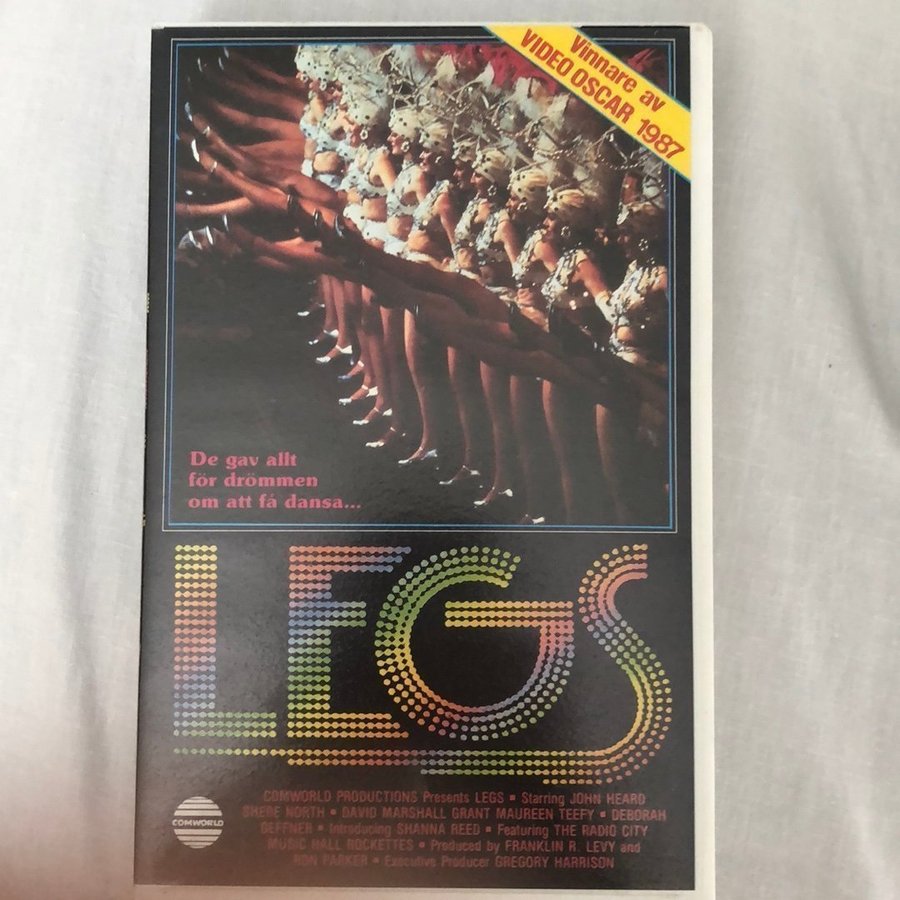 Vinnare av
VIDEO OSCAR 1987
De gav allt
för drömmen
om att få dansa...
LEGS
COMWORLD
COMWORLD PRODUCTIONS Presents LEGS • Starring JOHN HEARD
SHERE NORTH • DAVID MARSHALL GRANT MAUREEN TEEFY • DEBORAH
GEFFNER • Introducing SHANNA REED • Featuring THE RADIO CITY
MUSIC HALL ROCKETTES • Produced by FRANKLIN R. LEVY and
RON PARKER • Executive Producer GREGORY HARRISON